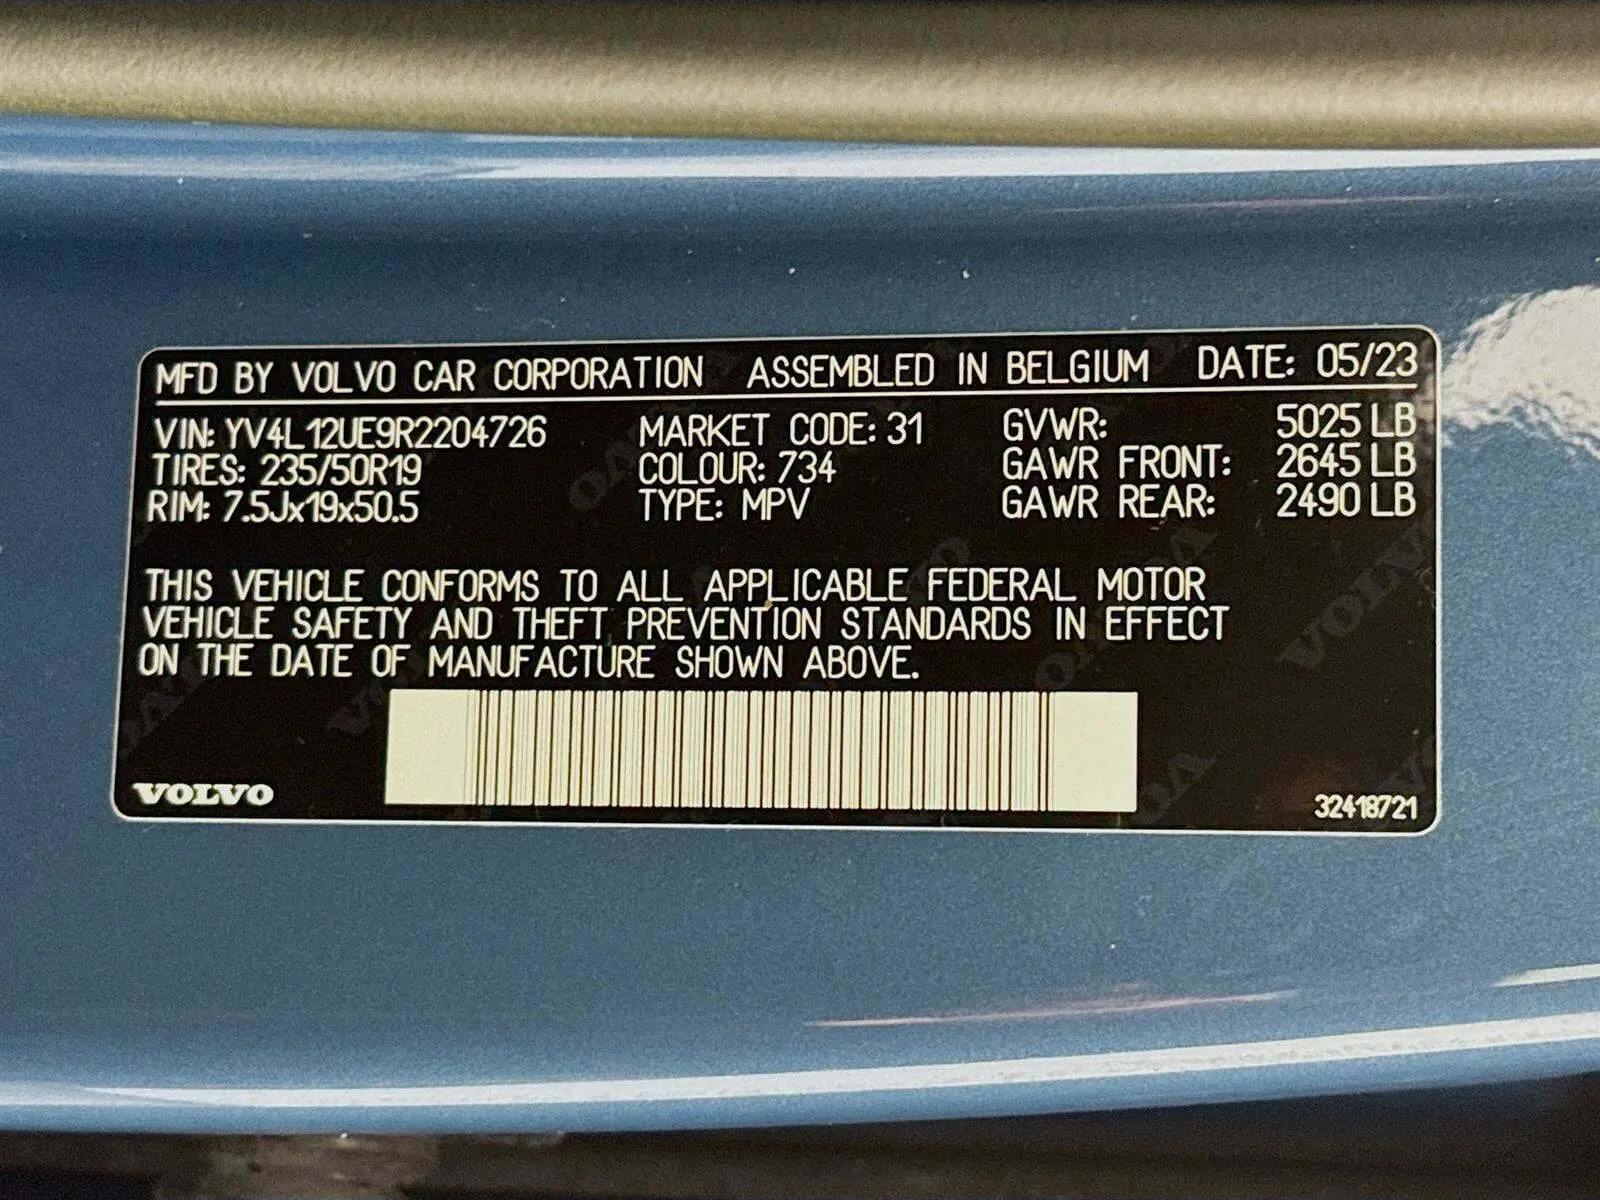 MFD BY VOLVO CAR CORPORATION ASSEMBLED IN BELGIUM DATE: 05/23
VIN: YV4L12UE9R2204726 MARKET CODE: 31 GVWR: 5025 LB
TIRES: 235/50R19 COLOUR: 734 GAWR FRONT: 2645 LB
RIM: 7.5Jx19x50.5 TYPE: MPV GAWR REAR: 2490 LB
THIS VEHICLE CONFORMS TO ALL APPLICABLE FEDERAL MOTOR
VEHICLE SAFETY AND THEFT PREVENTION STANDARDS IN EFFECT
ON THE DATE OF MANUFACTURE SHOWN ABOVE.
VOLVO 32418721